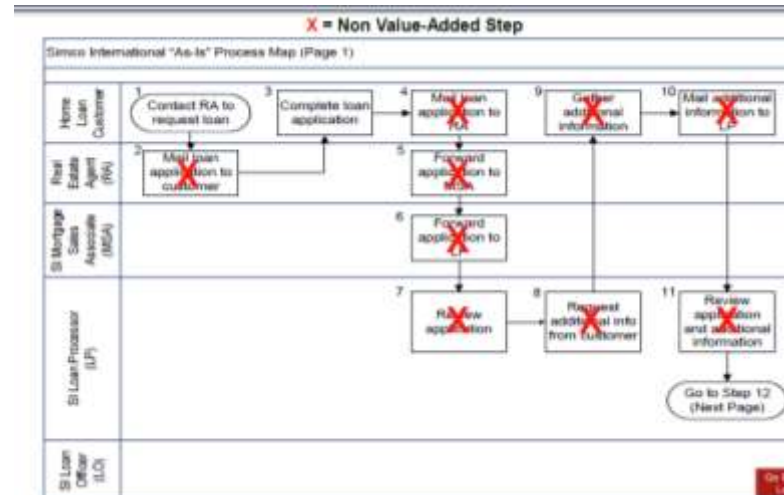 X = Non Value-Added Step
Simco International "As-Is" Process Map (Page 1)
Home
Loan
Customer
1
Contact RA to
request loan
3
Complete loan
application
4
Mail loan
application to
RA
9
Gather
additional
information
10
Mail additional
information to
LP
Real
Estate
Agent
(RA)
2
Mail loan
application to
customer
5
Forward
application to
MSA
SI Mortgage
Sales
Associate
(MSA)
6
Forward
application to
SI Loan Processor
(LP)
7
Review
application
8
Request
additional info
from customer
11
Review
application
and additional
information
Go to Step 12
(Next Page)
SI Loan
Officer
(LO)